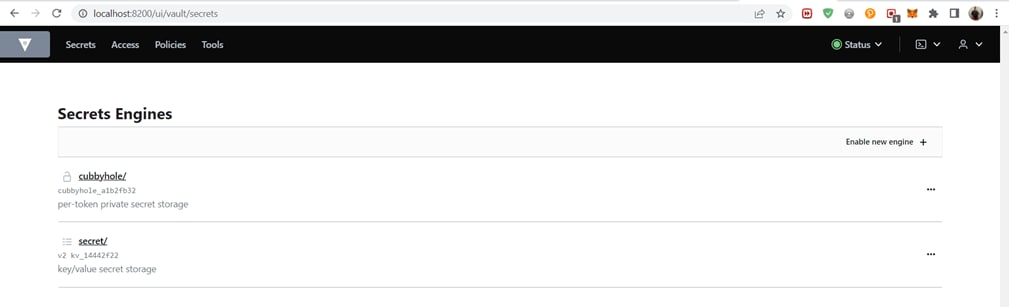 localhost:8200/ui/vault/secrets
1
Secrets Access Policies Tools Status
Secrets Engines
Enable new engine +
cubbyhole/
cubbyhole_a1b2fb32
per-token private secret storage
secret/
v2 kv_14442f22
key/value secret storage